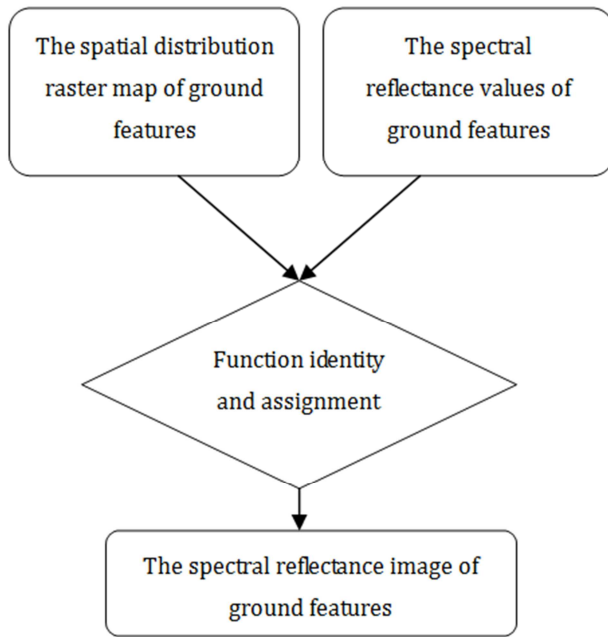 The spatial distribution
raster map of ground
features
The spectral
reflectance values of
ground features
Function identity
and assignment
The spectral reflectance image of
ground features